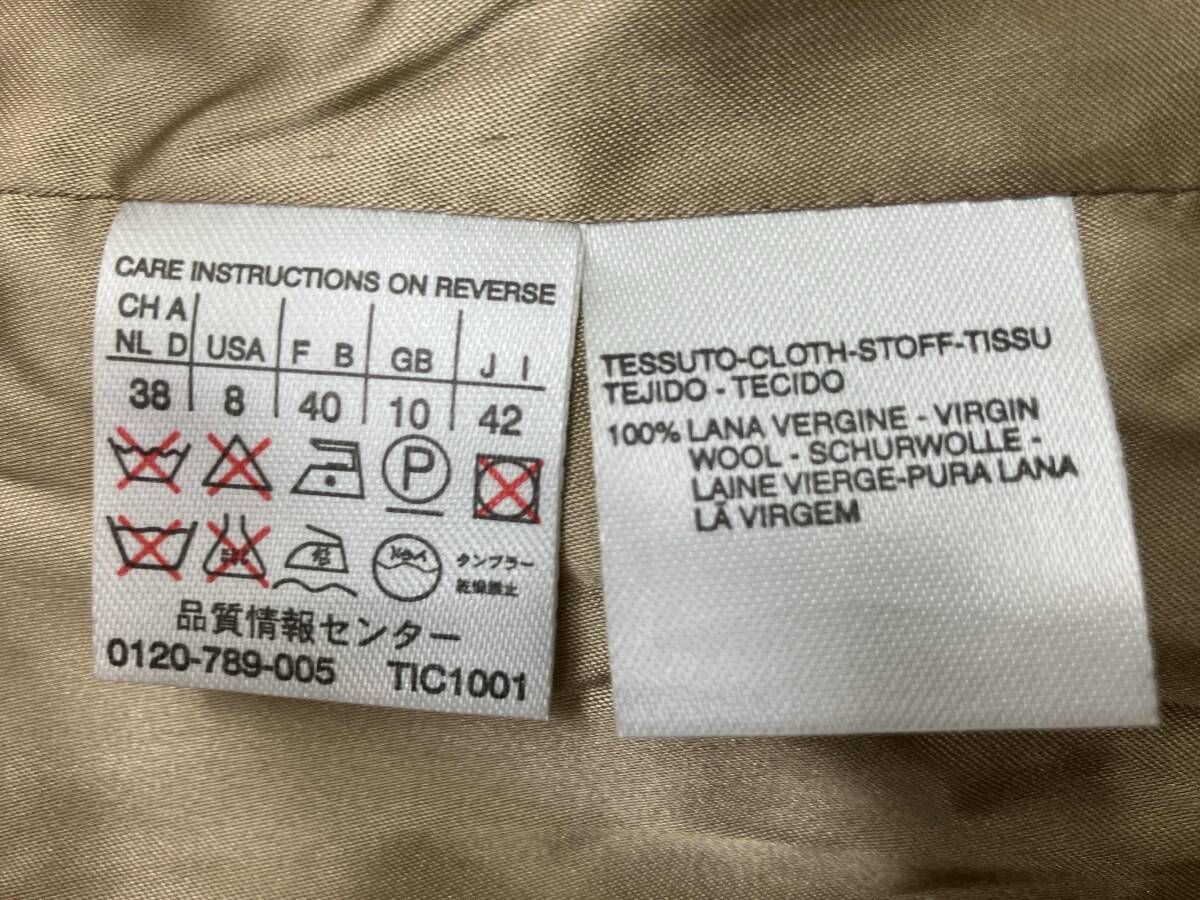 CARE INSTRUCTIONS ON REVERSE
CH A
NL D USA F B GB J I
38 8 40 10 42
P
タンブラー
乾燥禁止
品質情報センター
0120-789-005 TIC1001
TESSUTO-CLOTH-STOFF-TISSU
TEJIDO - TECIDO
100% LANA VERGINE - VIRGIN
WOOL - SCHURWOLLE -
LAINE VIERGE-PURA LANA
LÃ VIRGEM